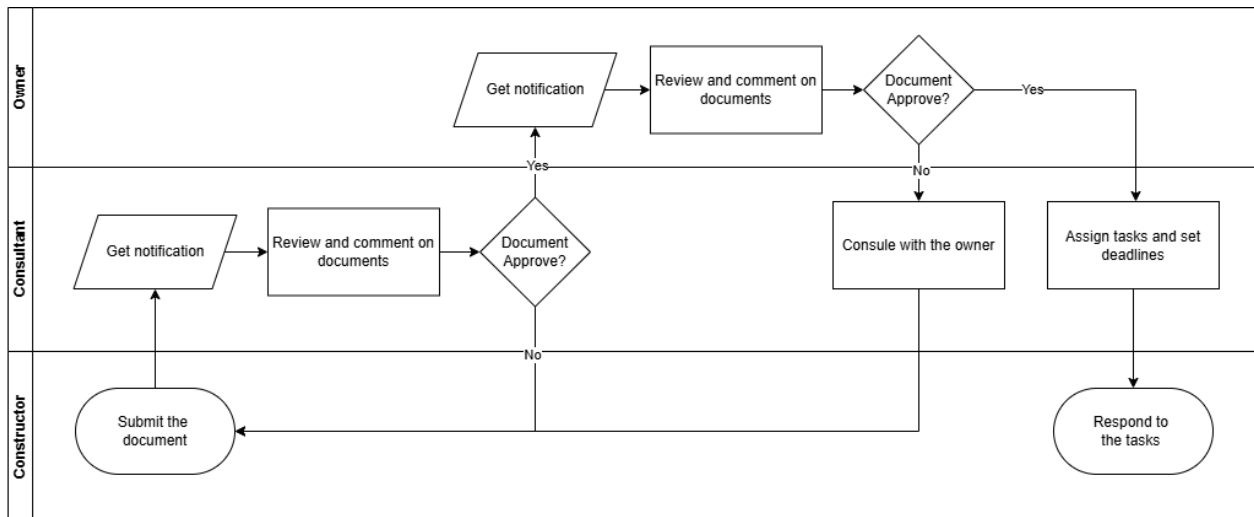 Owner
Get notification
Review and comment on
documents
Document
Approve?
Yes
No
Yes
Consultant
Get notification
Review and comment on
documents
Document
Approve?
Consule with the owner
Assign tasks and set
deadlines
No
Constructor
Submit the
document
Respond to
the tasks